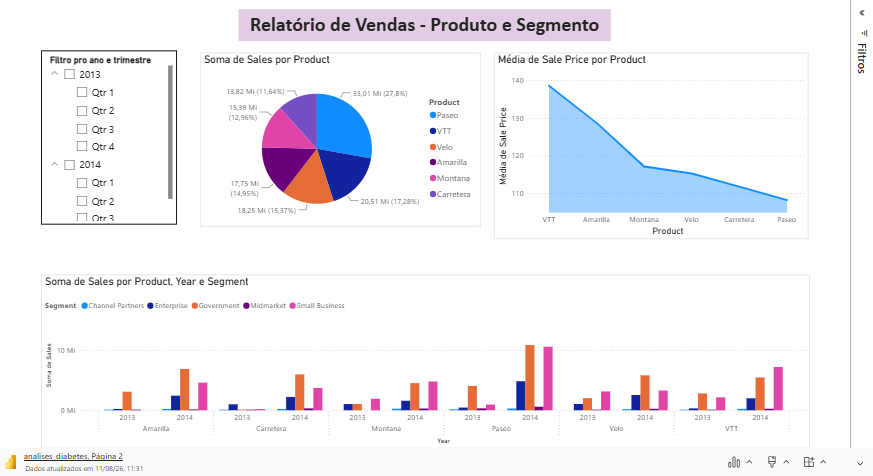 Relatório de Vendas - Produto e Segmento
Filtro pro ano e trimestre
2013
Qtr 1
Qtr 2
Qtr 3
Qtr 4
2014
Qtr 1
Qtr 2
Qtr 3
Soma de Sales por Product
13,82 Mi (11,64%)
33,01 Mi (27,8%)
15,39 Mi
(12,96%)
17,75 Mi
(14,95%)
18,25 Mi (15,37%)
20,51 Mi (17,28%)
Product
Paseo
VTT
Velo
Amarilla
Montana
Carretera
Média de Sale Price por Product
Média de Sale Price
140
130
120
110
VTT Amarilla Montana Velo Carretera Paseo
Product
Filtros
Soma de Sales por Product, Year e Segment
Segment Channel Partners Enterprise Government Midmarket Small Business
Soma de Sales
10 Mi
0 Mi
2013 2014 2013 2014 2013 2014 2013 2014 2013 2014 2013 2014
Amarilla Carretera Montana Paseo Velo VTT
Year
analises_diabetes, Página 2
Dados atualizados em 11/08/26, 11:31